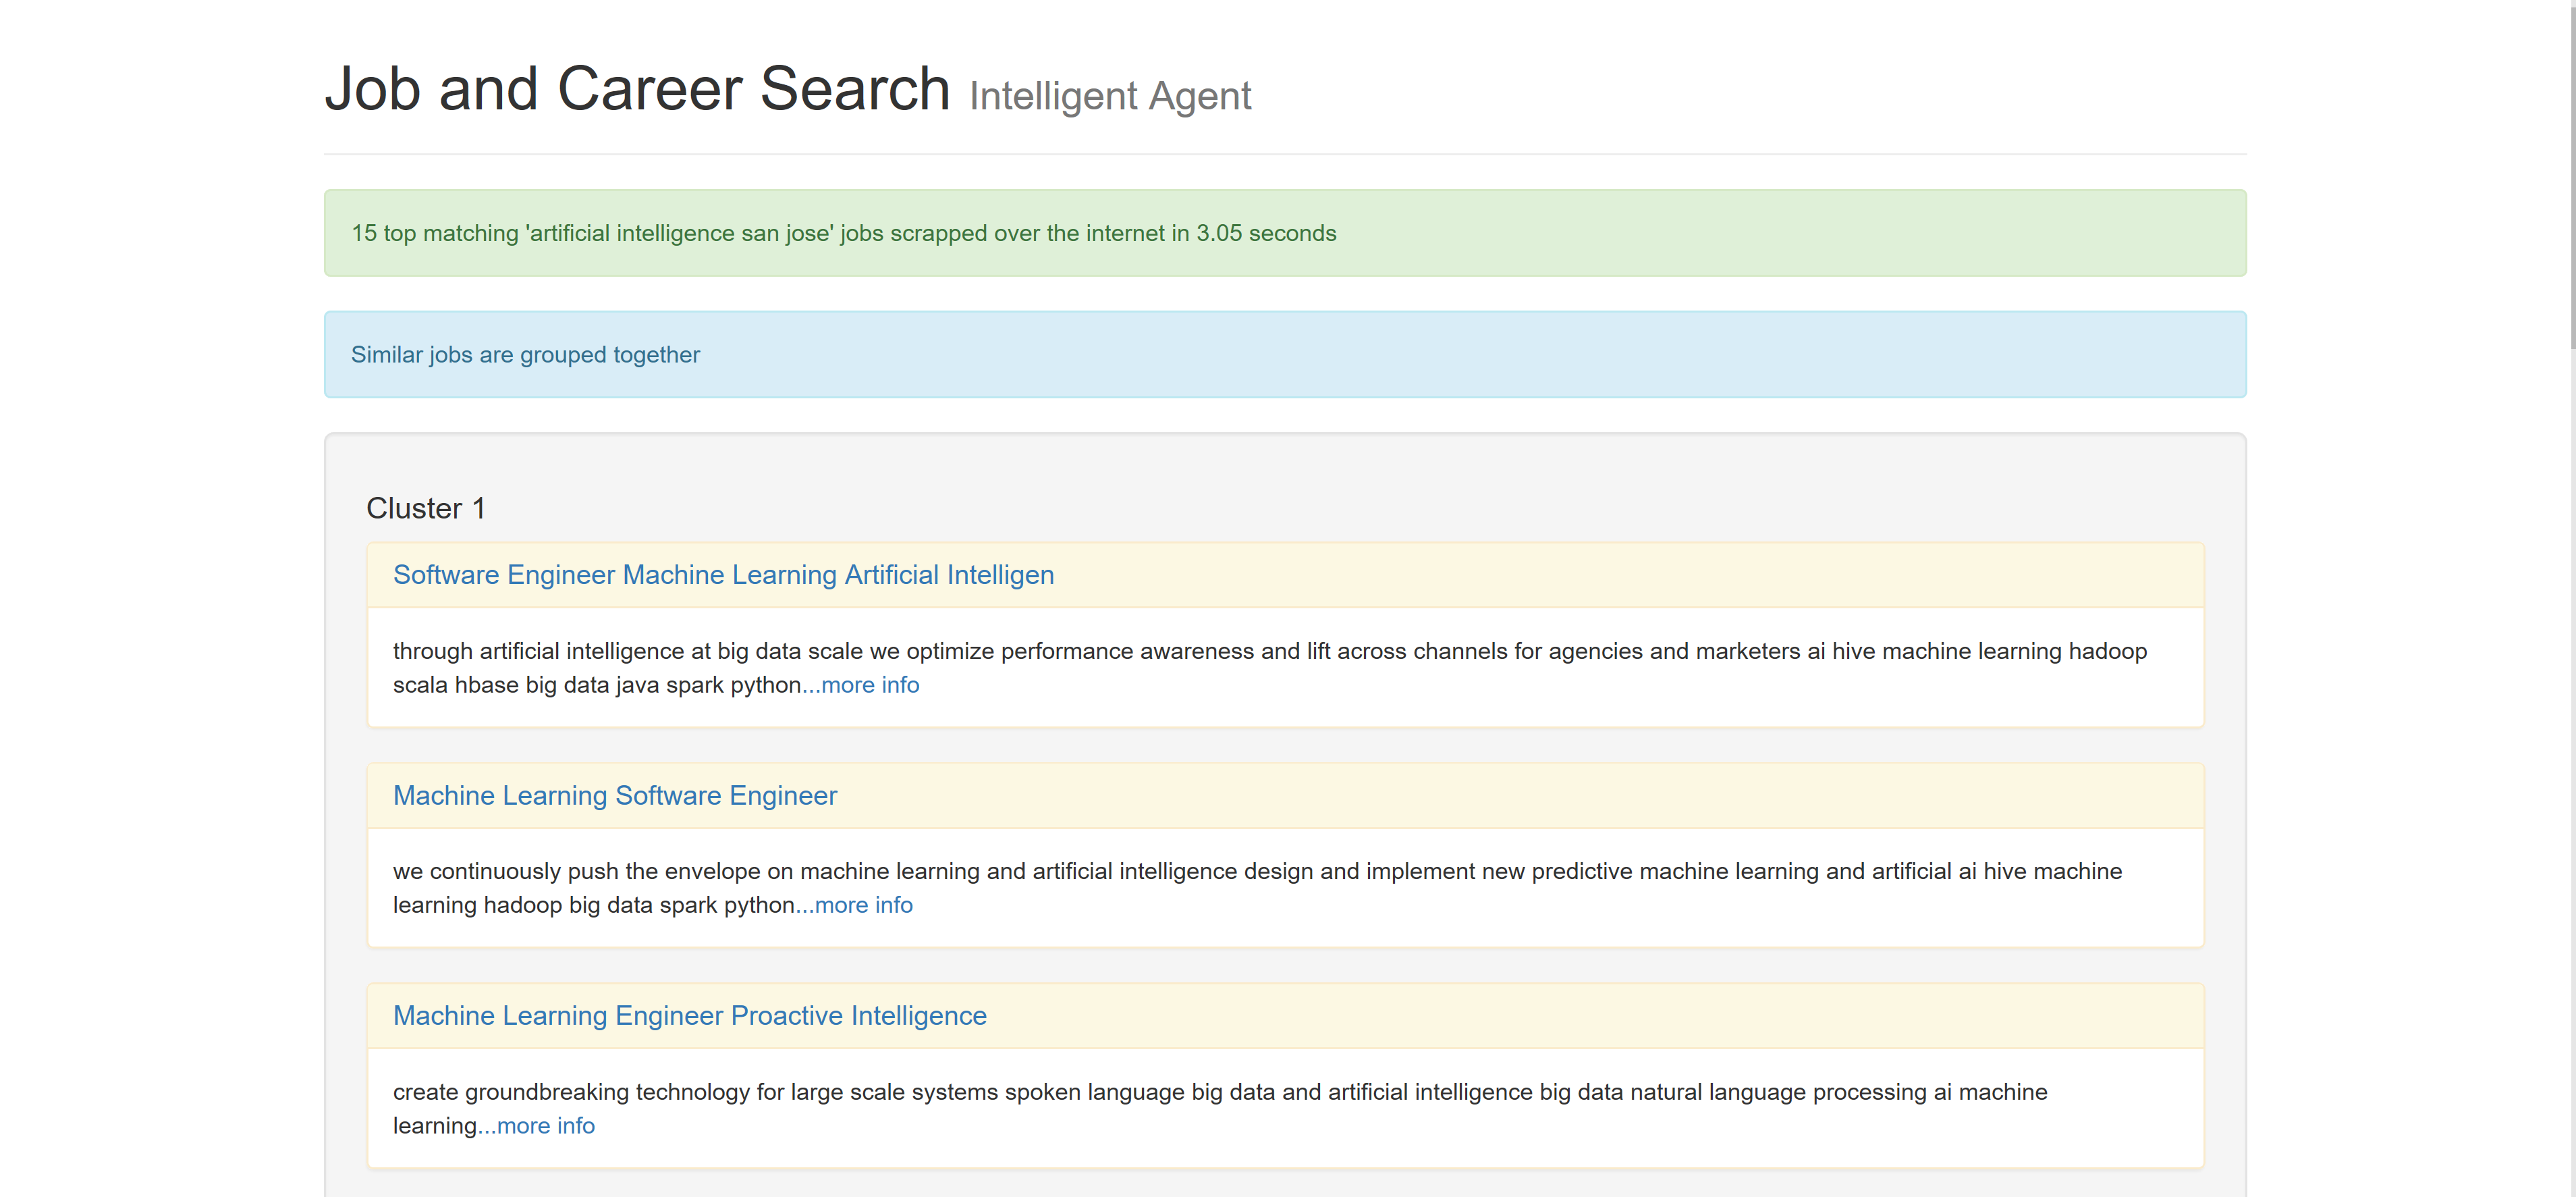 Job and Career Search Intelligent Agent
15 top matching 'artificial intelligence san jose' jobs scrapped over the internet in 3.05 seconds
Similar jobs are grouped together
Cluster 1
Software Engineer Machine Learning Artificial Intelligen
through artificial intelligence at big data scale we optimize performance awareness and lift across channels for agencies and marketers ai hive machine learning hadoop
scala hbase big data java spark python...more info
Machine Learning Software Engineer
we continuously push the envelope on machine learning and artificial intelligence design and implement new predictive machine learning and artificial ai hive machine
learning hadoop big data spark python...more info
Machine Learning Engineer Proactive Intelligence
create groundbreaking technology for large scale systems spoken language big data and artificial intelligence big data natural language processing ai machine
learning...more info